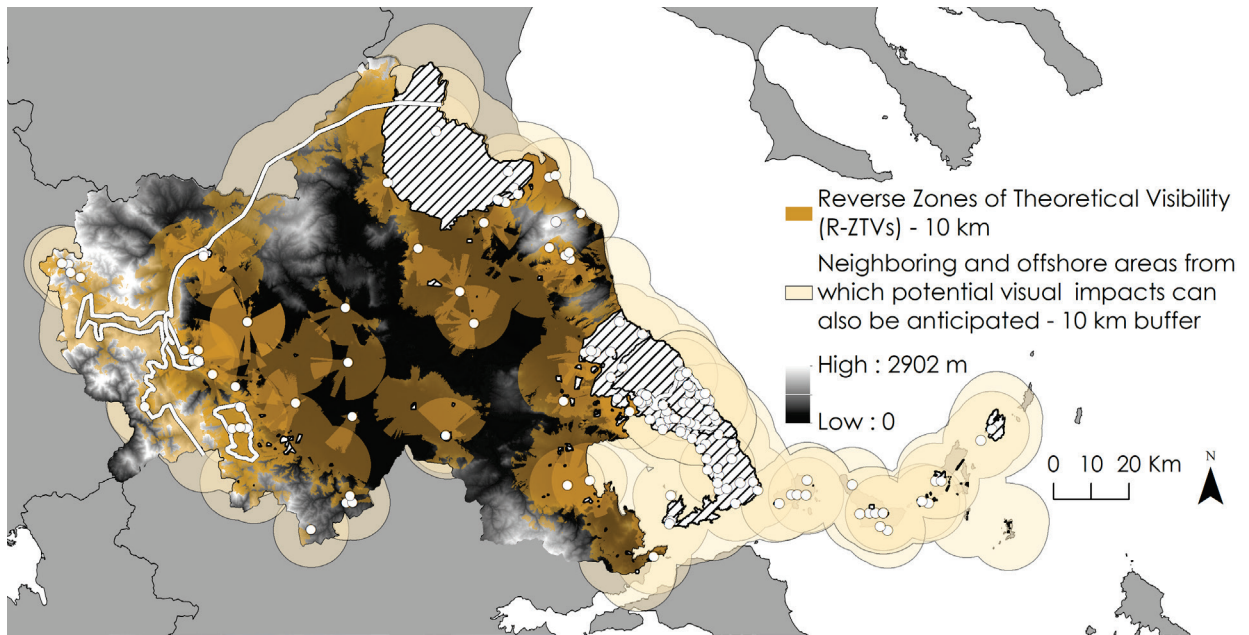 Reverse Zones of Theoretical Visibility
(R-ZTVs) - 10 km
Neighboring and offshore areas from
which potential visual impacts can
also be anticipated - 10 km buffer
High : 2902 m
Low : 0
0 10 20 Km
N